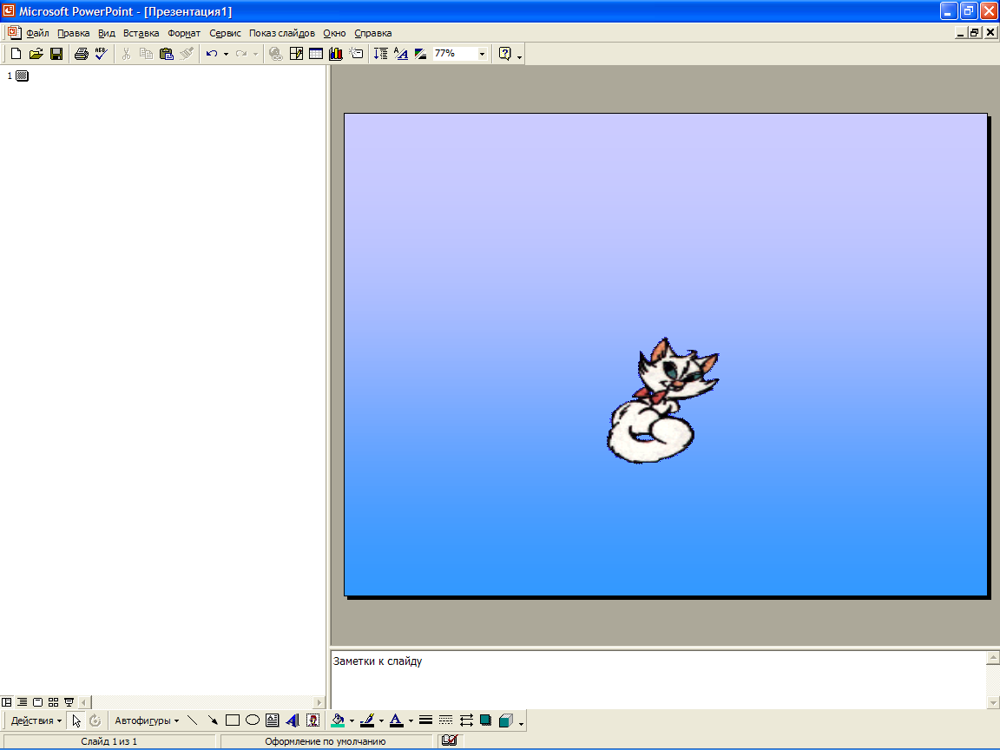 Microsoft PowerPoint - [Презентация1]
Файл Правка Вид Вставка Формат Сервис Показ слайдов Окно Справка
77%
1
Заметки к слайду
Действия Автофигуры
Слайд 1 из 1 Оформление по умолчанию